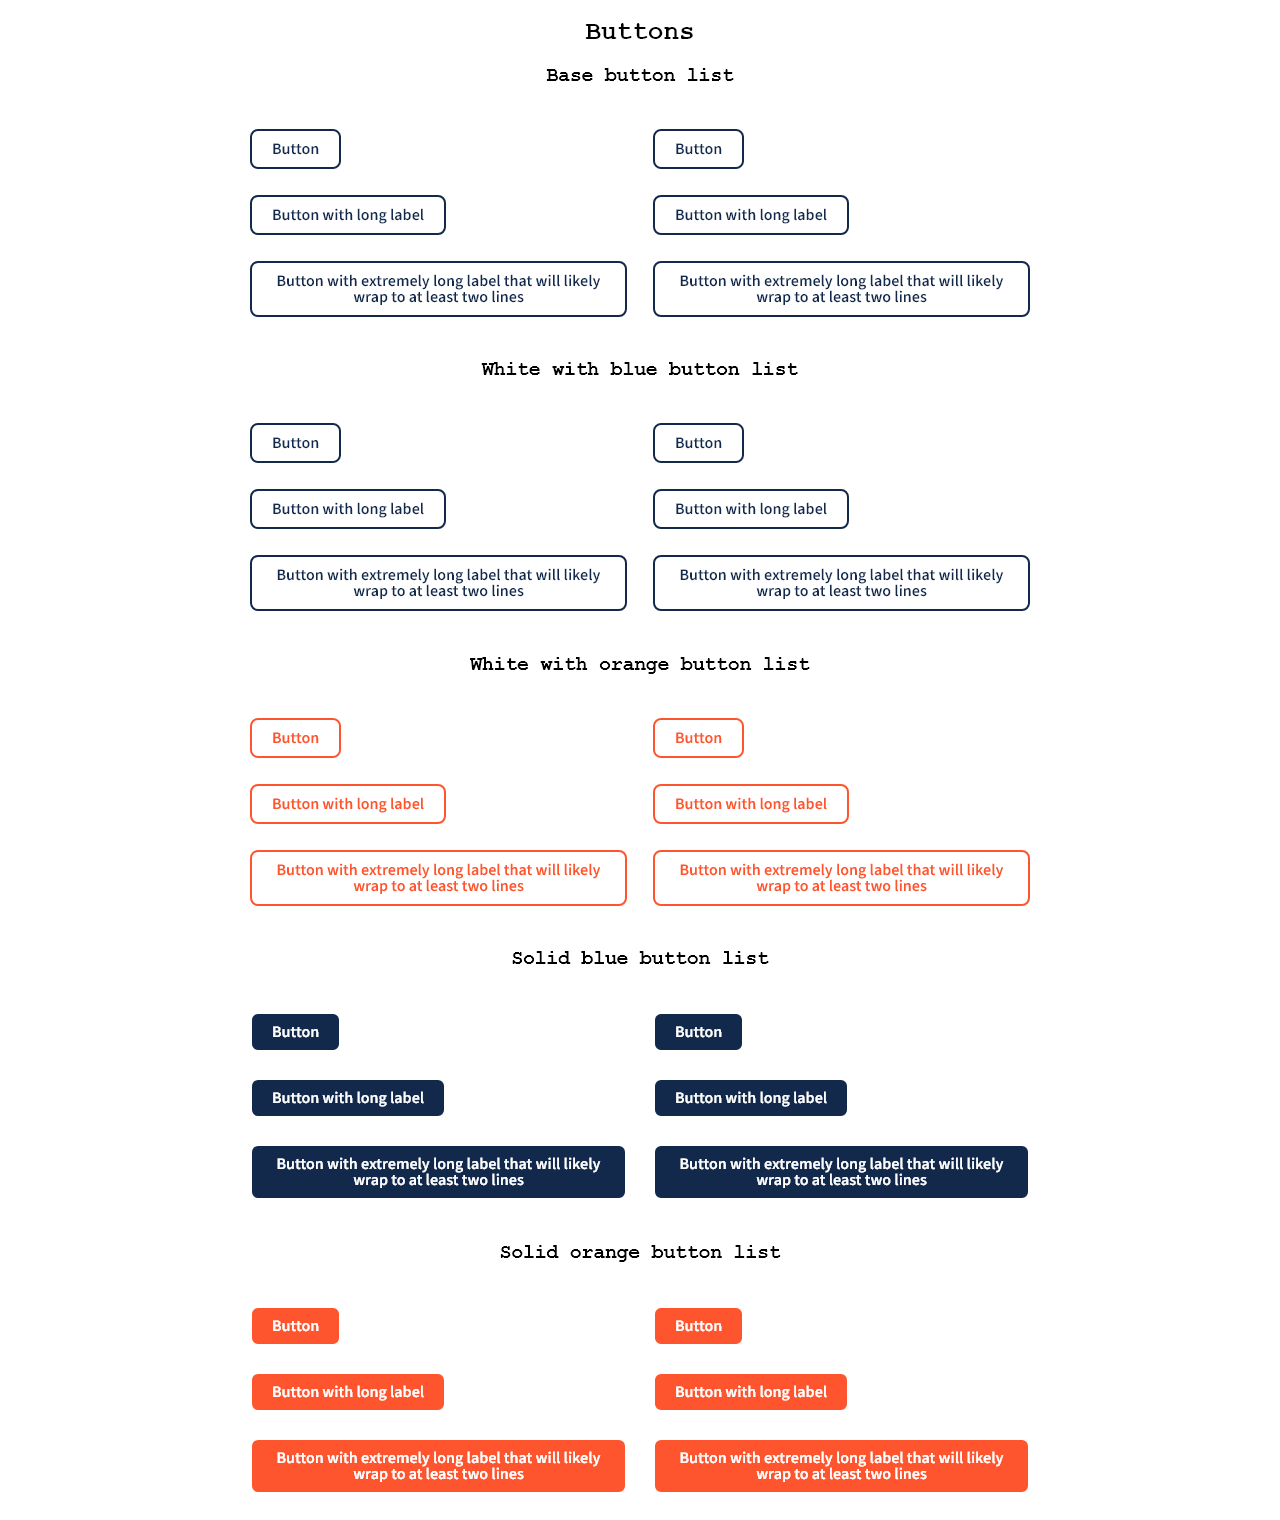 Buttons
Base button list
Button
Button
Button with long label
Button with long label
Button with extremely long label that will likely
wrap to at least two lines
Button with extremely long label that will likely
wrap to at least two lines
White with blue button list
Button
Button
Button with long label
Button with long label
Button with extremely long label that will likely
wrap to at least two lines
Button with extremely long label that will likely
wrap to at least two lines
White with orange button list
Button
Button
Button with long label
Button with long label
Button with extremely long label that will likely
wrap to at least two lines
Button with extremely long label that will likely
wrap to at least two lines
Solid blue button list
Button
Button
Button with long label
Button with long label
Button with extremely long label that will likely
wrap to at least two lines
Button with extremely long label that will likely
wrap to at least two lines
Solid orange button list
Button
Button
Button with long label
Button with long label
Button with extremely long label that will likely
wrap to at least two lines
Button with extremely long label that will likely
wrap to at least two lines